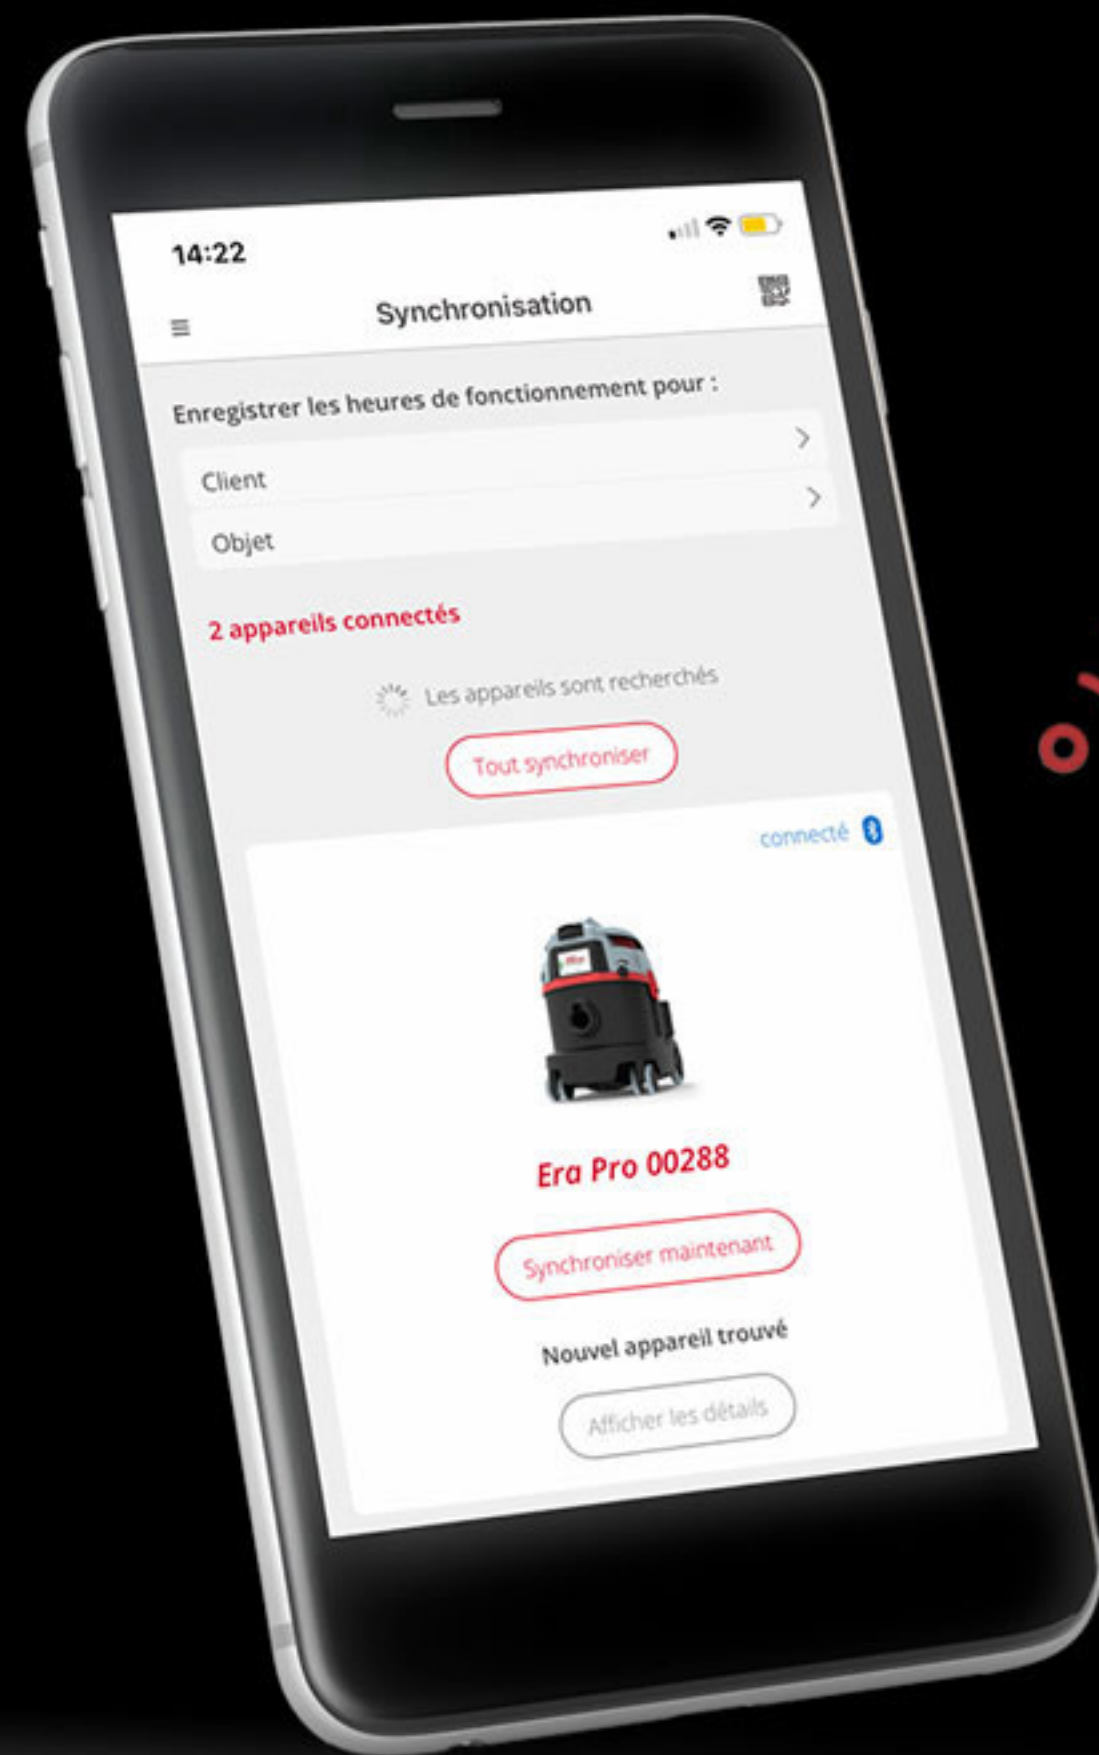 14:22
Synchronisation
Enregistrer les heures de fonctionnement pour :
Client
Objet
2 appareils connectés
Les appareils sont recherchés
Tout synchroniser
connecté
Era Pro 00288
Synchroniser maintenant
Nouvel appareil trouvé
Afficher les détails